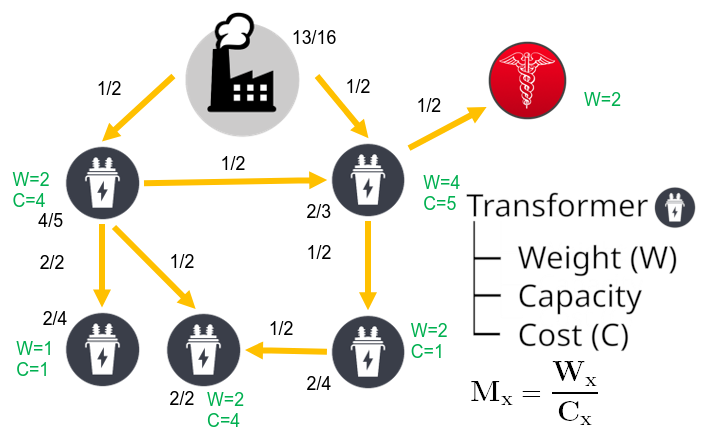 13/16
1/2
1/2
1/2
W=2
1/2
W=2
C=4
4/5
W=4
C=5
2/3
Transformer
2/2
1/2
1/2
Weight (W)
Capacity
Cost (C)
2/4
W=1
C=1
1/2
W=2
C=1
2/2
W=2
C=4
2/4
Mx = Wx / Cx